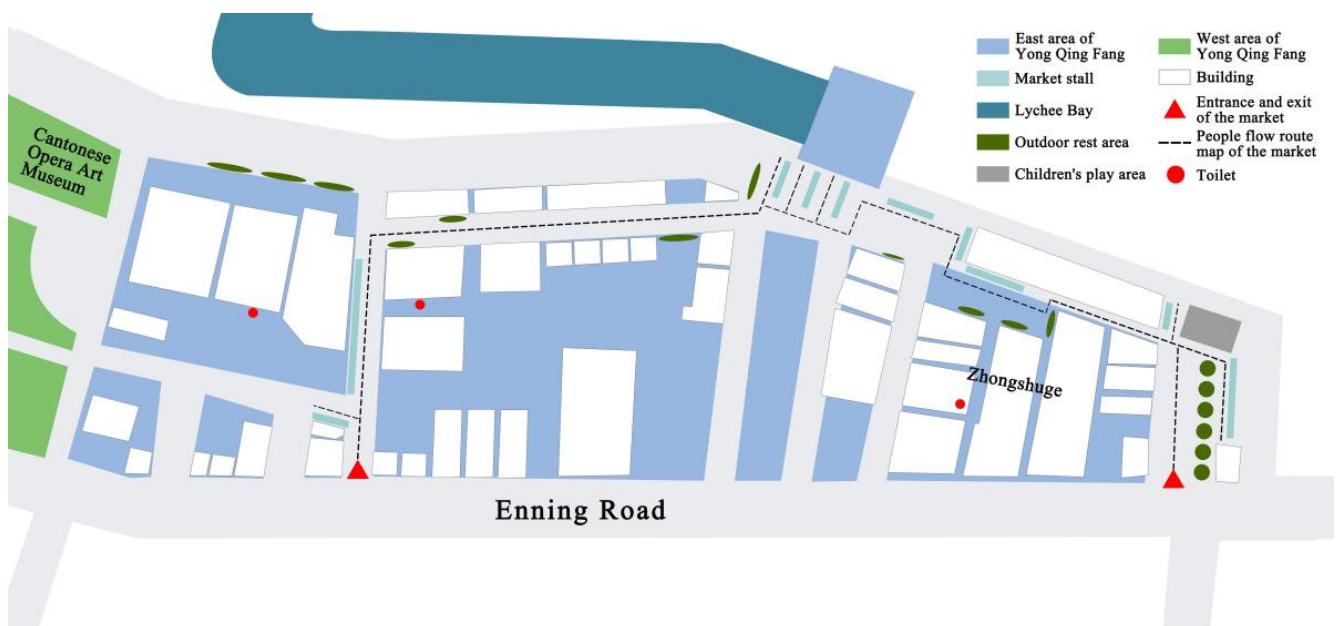 East area of
Yong Qing Fang
West area of
Yong Qing Fang
Market stall
Building
Lychee Bay
Entrance and exit
of the market
Outdoor rest area
People flow route
map of the market
Children's play area
Toilet
Cantonese
Opera Art
Museum
Zhongshuge
Enning Road